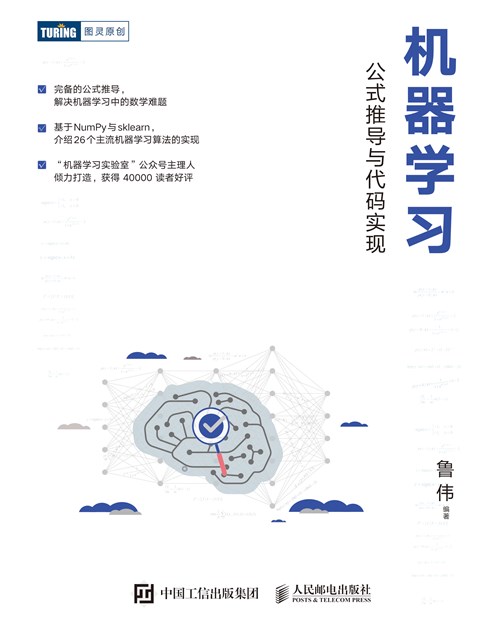 TURING 图灵原创
完备的公式推导，
解决机器学习中的数学难题
基于NumPy与sklearn，
介绍26个主流机器学习算法的实现
“机器学习实验室”公众号主理人
倾力打造，获得 40000 读者好评
机器学习
公式推导与代码实现
鲁伟 编著
中国工信出版集团
人民邮电出版社
POSTS & TELECOM PRESS